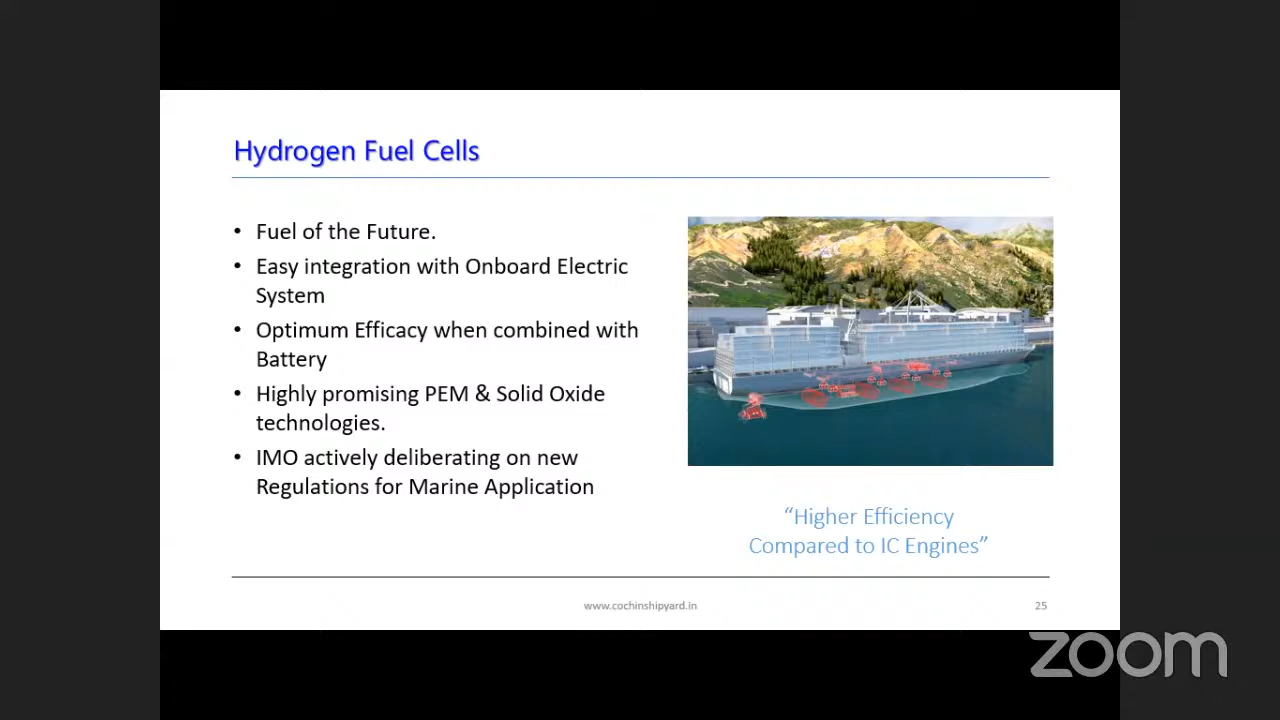 Hydrogen Fuel Cells
• Fuel of the Future.
• Easy integration with Onboard Electric
System
• Optimum Efficacy when combined with
Battery
• Highly promising PEM & Solid Oxide
technologies.
• IMO actively deliberating on new
Regulations for Marine Application
“Higher Efficiency
Compared to IC Engines”
www.cochinshipyard.in
25
zoom